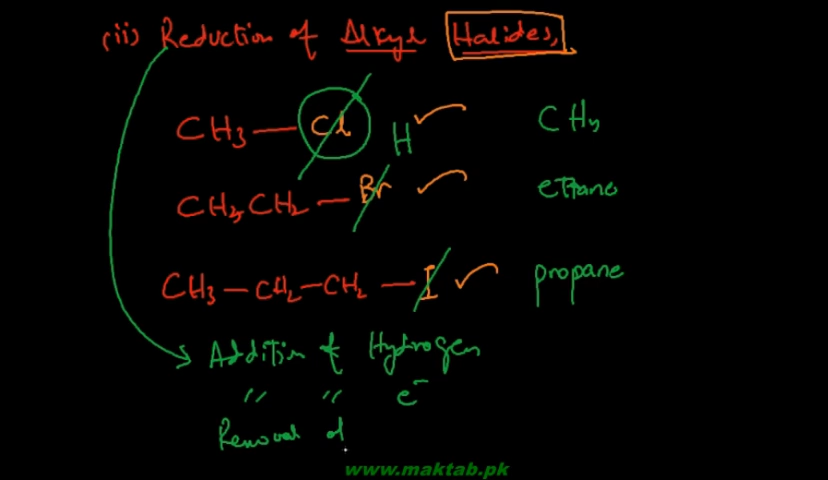 (ii) Reduction of Alkyl Halides,
CH3 — Cl H CH4
CH3CH2 — Br ethane
CH3 — CH2 — CH2 — I propane
→ Addition of Hydrogen
" " e⁻
Removal of
www.maktab.pk